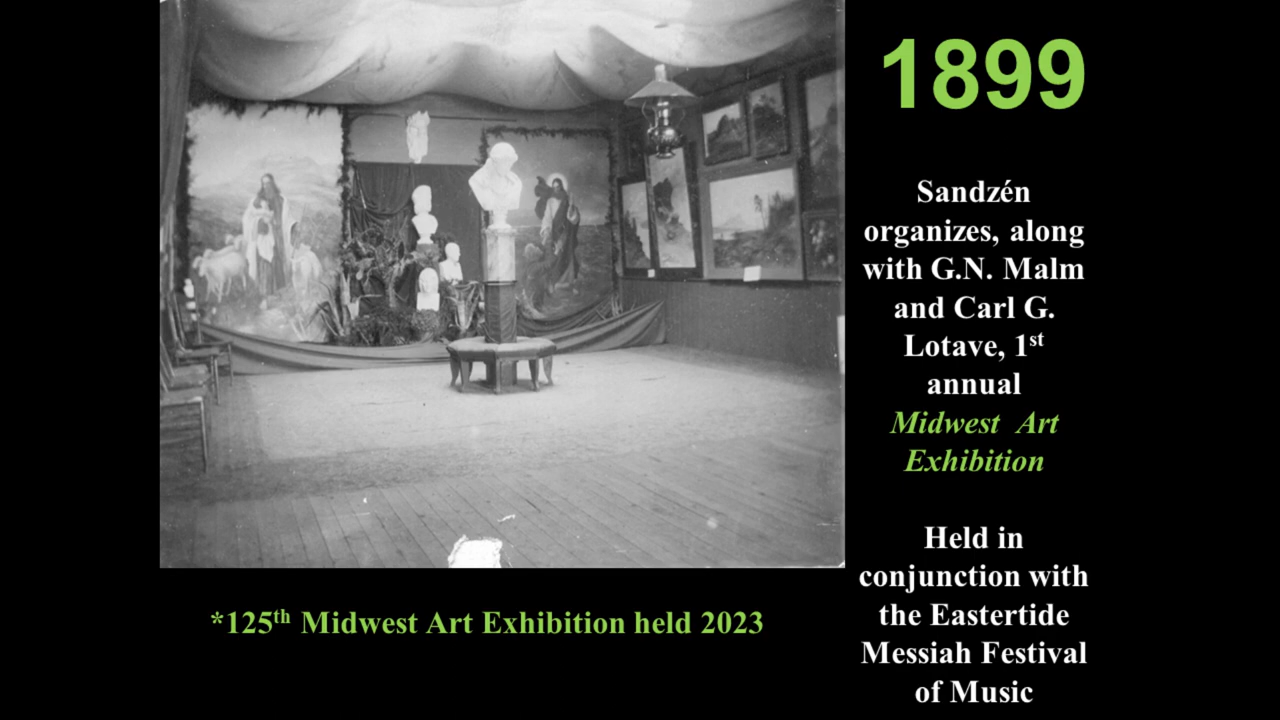 1899
Sandzén
organizes, along
with G.N. Malm
and Carl G.
Lotave, 1st
annual
Midwest Art
Exhibition
Held in
conjunction with
the Eastertide
Messiah Festival
of Music
*125th Midwest Art Exhibition held 2023